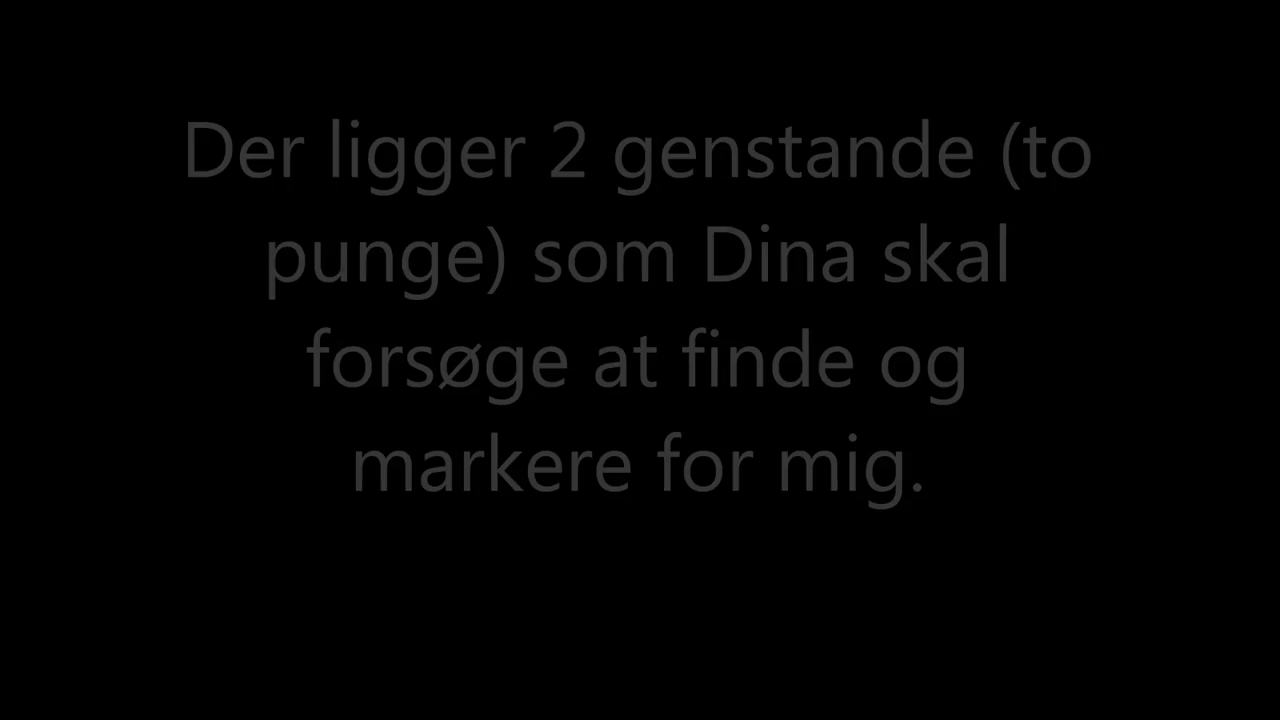 Der ligger 2 genstande (to
punge) som Dina skal
forsøge at finde og
markere for mig.